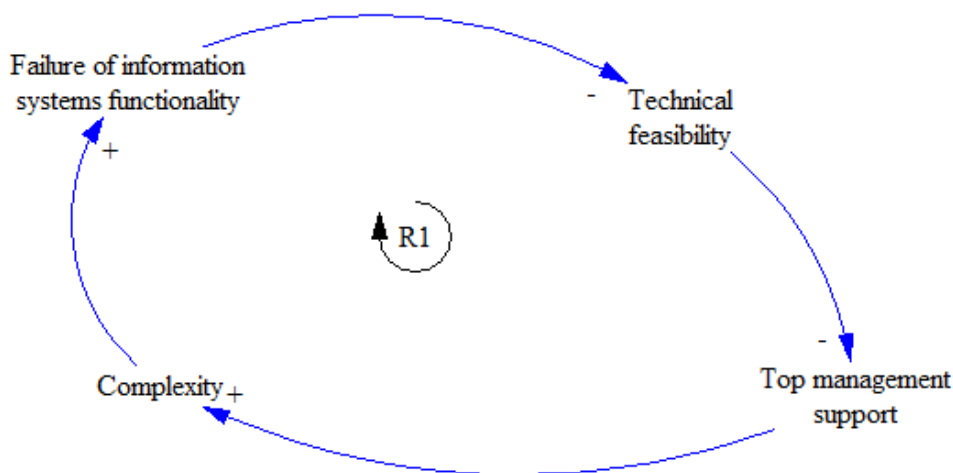 Failure of information
systems functionality
-
Technical
feasibility
+
R1
-
Top management
support
Complexity +